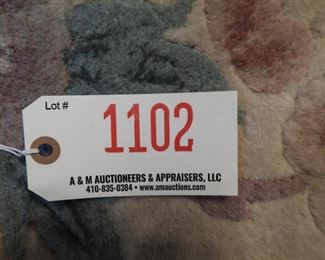 Lot #
1102
A & M AUCTIONEERS & APPRAISERS, LLC
410-835-0384 • www.amauctions.com